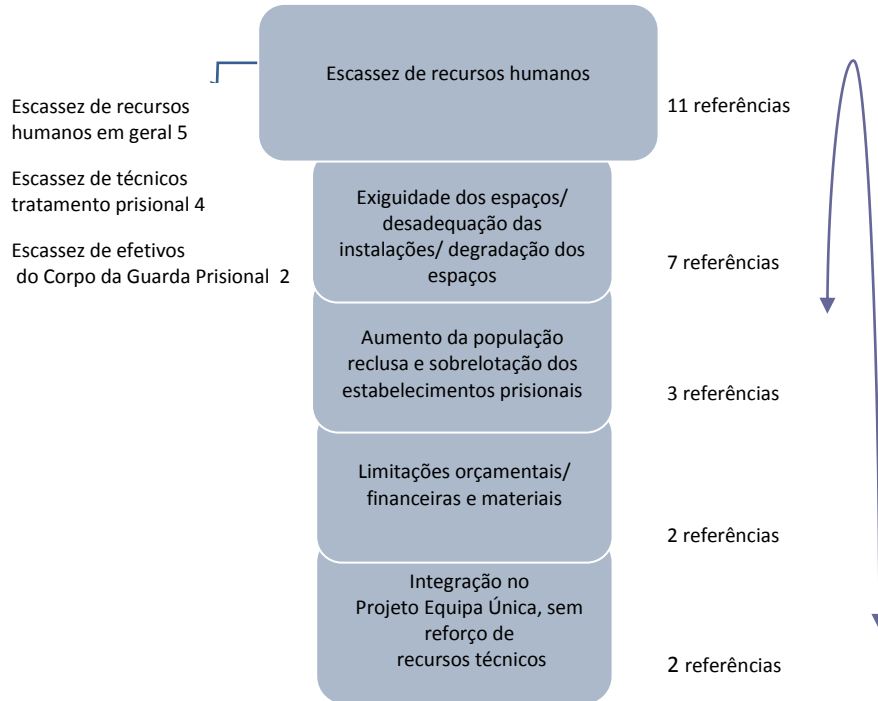 Escassez de recursos humanos
11 referências
Escassez de recursos
humanos em geral 5
Escassez de técnicos
tratamento prisional 4
Escassez de efetivos
do Corpo da Guarda Prisional 2
Exiguidade dos espaços/
desadequação das
instalações/ degradação dos
espaços
7 referências
Aumento da população
reclusa e sobrelotação dos
estabelecimentos prisionais
3 referências
Limitações orçamentais/
financeiras e materiais
2 referências
Integração no
Projeto Equipa Única, sem
reforço de
recursos técnicos
2 referências